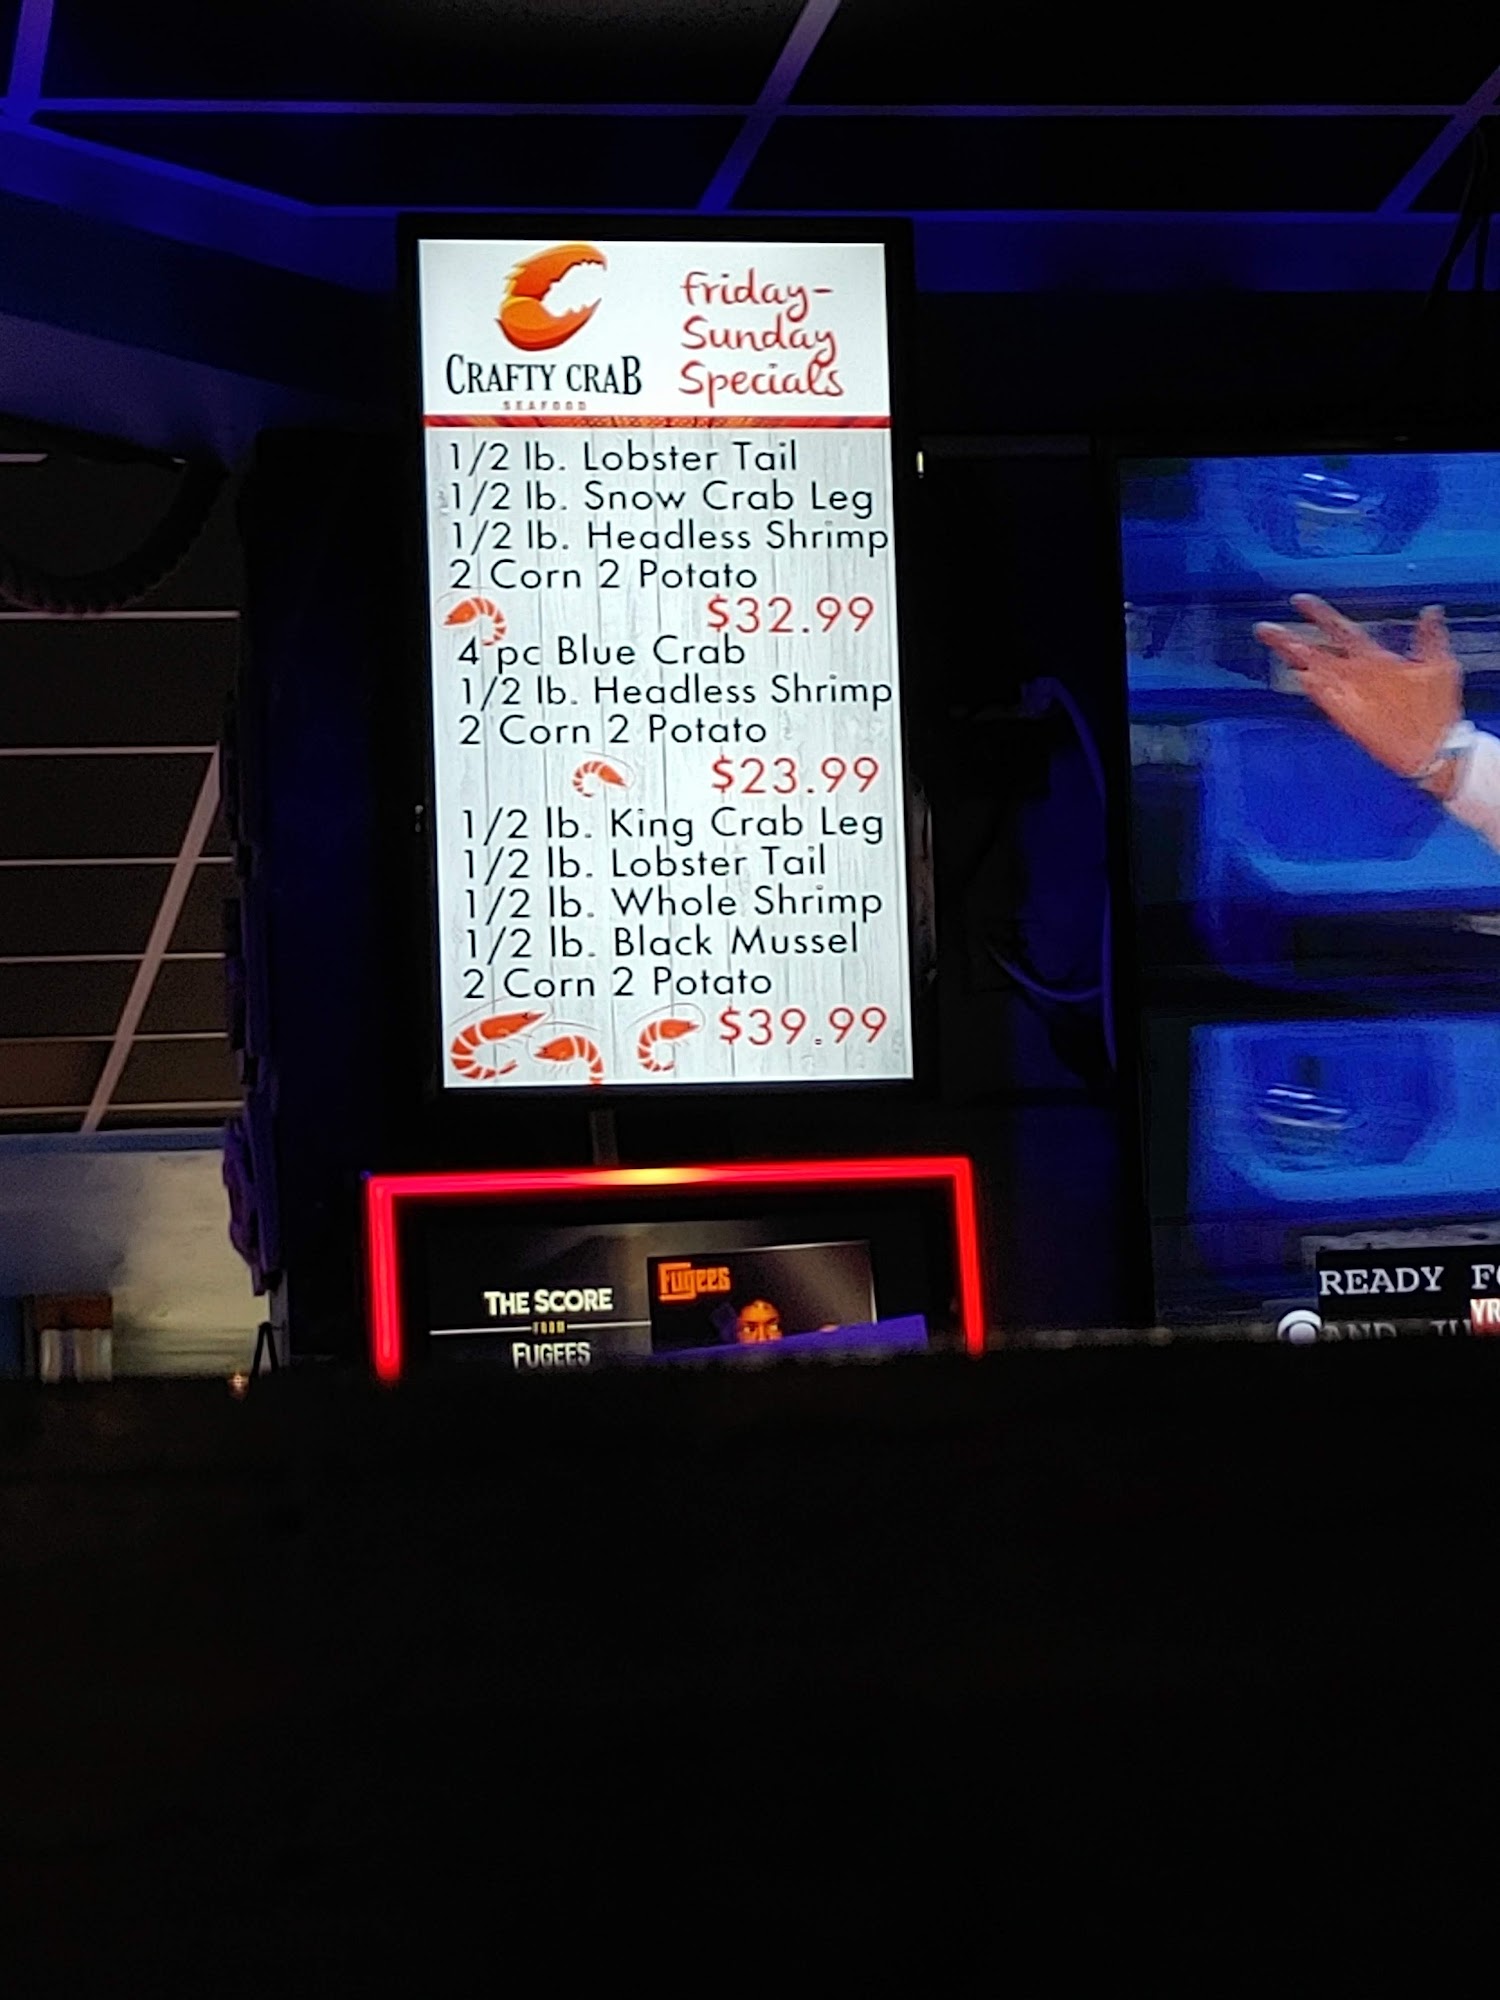 CRAFTY CRAB
SEAFOOD
Friday-
Sunday
Specials
1/2 lb. Lobster Tail
1/2 lb. Snow Crab Leg
1/2 lb. Headless Shrimp
2 Corn 2 Potato
$32.99
4 pc Blue Crab
1/2 lb. Headless Shrimp
2 Corn 2 Potato
$23.99
1/2 lb. King Crab Leg
1/2 lb. Lobster Tail
1/2 lb. Whole Shrimp
1/2 lb. Black Mussel
2 Corn 2 Potato
$39.99
THE SCORE
FUGEES
Fugees
READY
AND